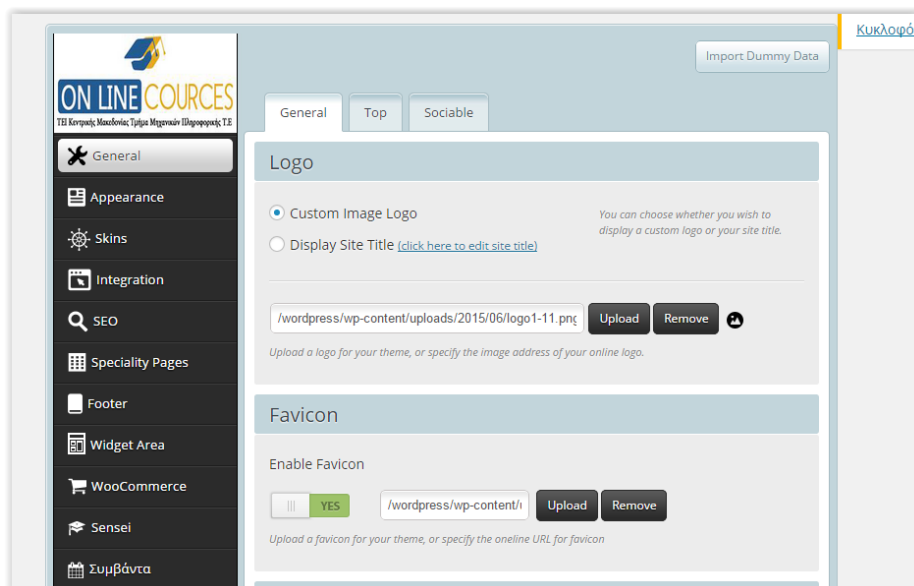 Κυκλοφό
Import Dummy Data
ON LINE COURCES
ΤΕΙ Κεντρικής Μακεδονίας Τμήμα Μηχανικών Πληροφορικής Τ.Ε
General
Top
Sociable
General
Appearance
Skins
Integration
SEO
Speciality Pages
Footer
Widget Area
WooCommerce
Sensei
Συμβάντα
Logo
Custom Image Logo
Display Site Title (click here to edit site title)
You can choose whether you wish to
display a custom logo or your site title.
/wordpress/wp-content/uploads/2015/06/logo1-11.png
Upload
Remove
Upload a logo for your theme, or specify the image address of your online logo.
Favicon
Enable Favicon
YES
/wordpress/wp-content/
Upload
Remove
Upload a favicon for your theme, or specify the oneline URL for favicon